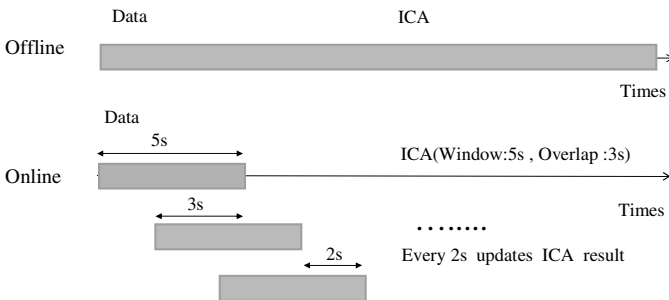 Data
ICA
Offline
Times
Data
5s
ICA(Window:5s , Overlap :3s)
Online
3s
Times
........
2s
Every 2s updates ICA result